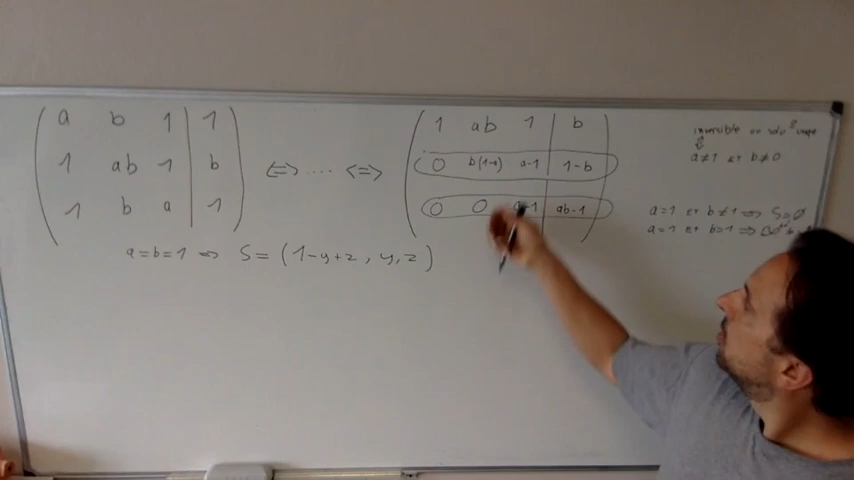 a b 1 | 1
1 ab 1 | b
1 b a | 1
<=> .... <=>
1 ab 1 | b
0 b(1-a) a-1 | 1-b
0 0 a-1 | ab-1
a=b=1 => S= (1-y+z, y, z)
inversible
a≠1 et b≠0
a=1 et b≠1 => S=∅
a=1 et b=1 =>